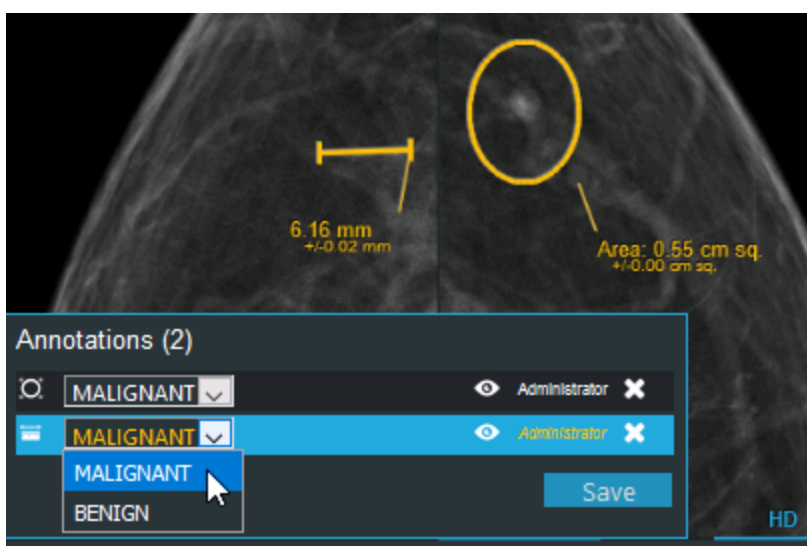 6.16 mm
+/-0.02 mm
Area: 0.55 cm sq.
+/-0.00 cm sq.
Annotations (2)
MALIGNANT Administrator
MALIGNANT Administrator
MALIGNANT
BENIGN
Save
HD